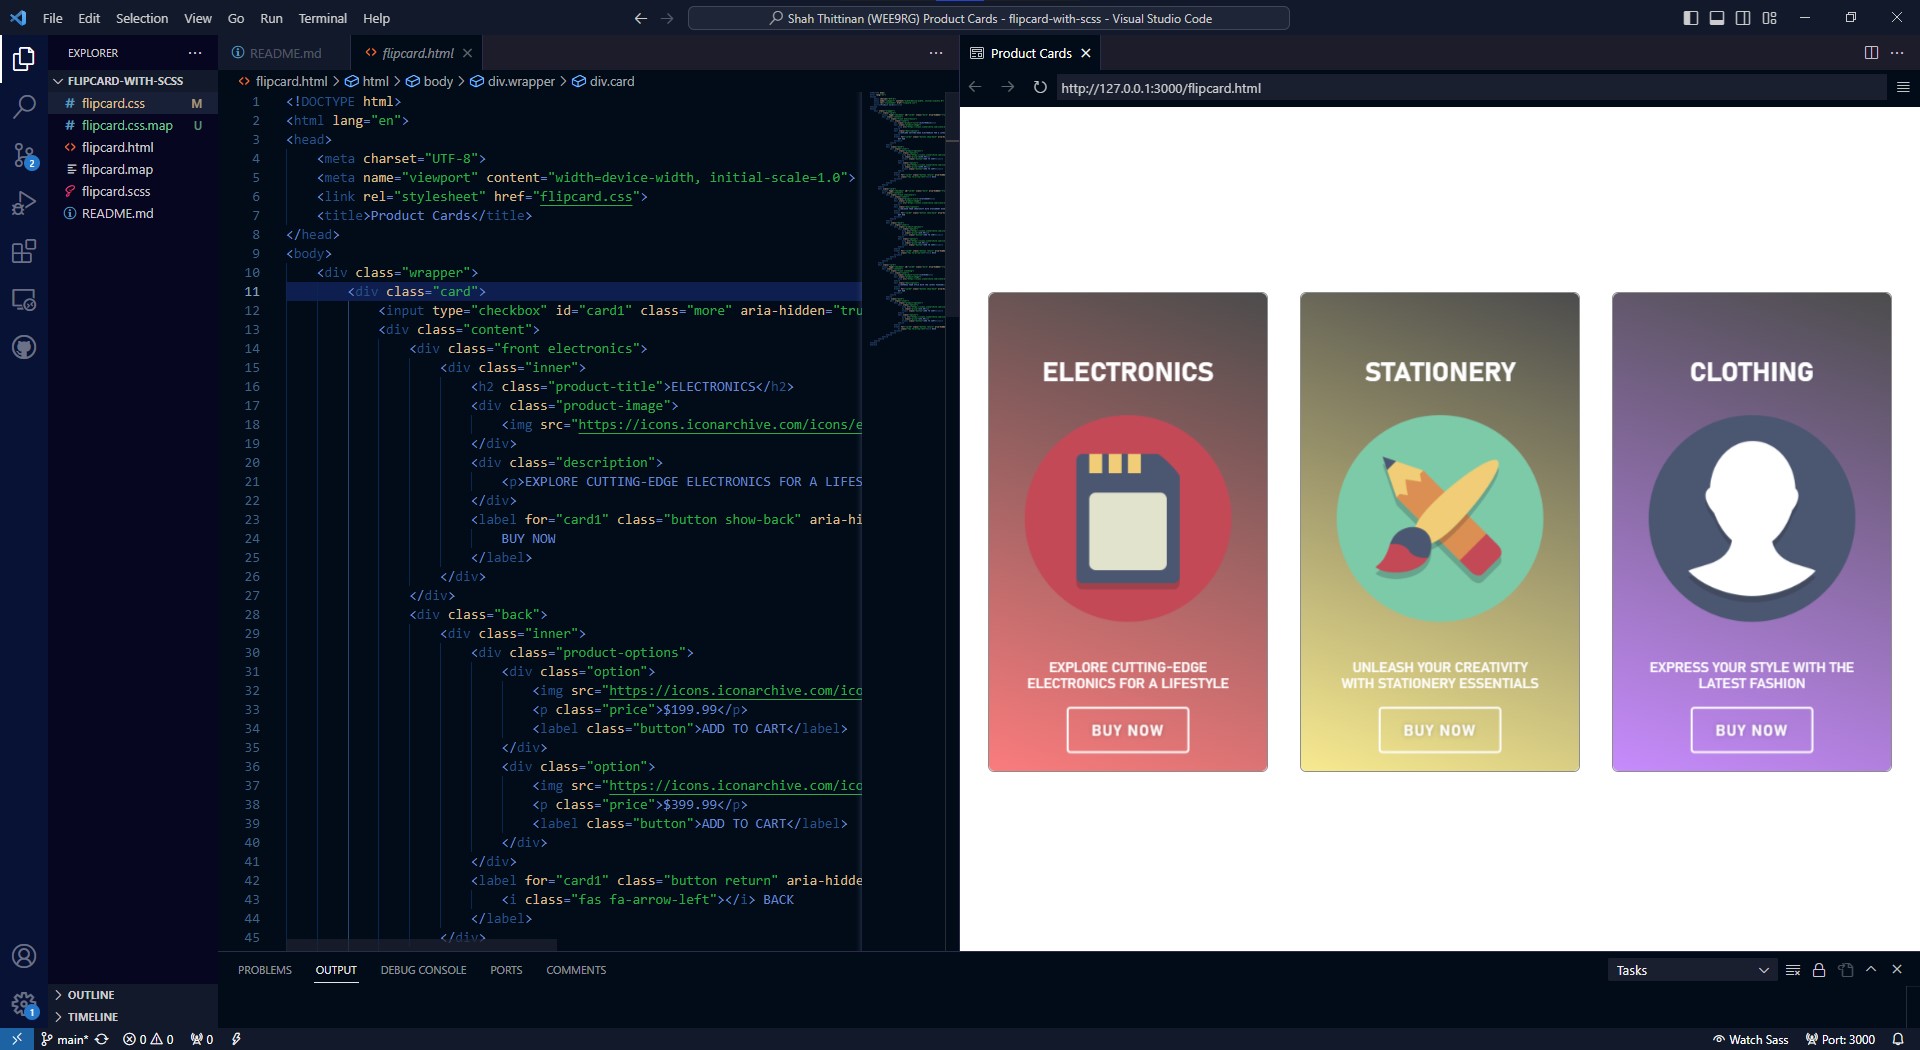 File Edit Selection View Go Run Terminal Help
Shah Thittinan (WEE9RG) Product Cards - flipcard-with-scss - Visual Studio Code
EXPLORER
FLIPCARD-WITH-SCSS
flipcard.css M
flipcard.css.map U
flipcard.html
flipcard.map
flipcard.scss
README.md
2
OUTLINE
TIMELINE
1
README.md
flipcard.html
flipcard.html > html > body > div.wrapper > div.card
1 <!DOCTYPE html>
2 <html lang="en">
3 <head>
4 <meta charset="UTF-8">
5 <meta name="viewport" content="width=device-width, initial-scale=1.0">
6 <link rel="stylesheet" href="flipcard.css">
7 <title>Product Cards</title>
8 </head>
9 <body>
10 <div class="wrapper">
11 <div class="card">
12 <input type="checkbox" id="card1" class="more" aria-hidden="tru
13 <div class="content">
14 <div class="front electronics">
15 <div class="inner">
16 <h2 class="product-title">ELECTRONICS</h2>
17 <div class="product-image">
18 <img src="https://icons.iconarchive.com/icons/e
19 </div>
20 <div class="description">
21 <p>EXPLORE CUTTING-EDGE ELECTRONICS FOR A LIFES
22 </div>
23 <label for="card1" class="button show-back" aria-hi
24 BUY NOW
25 </label>
26 </div>
27 </div>
28 <div class="back">
29 <div class="inner">
30 <div class="product-options">
31 <div class="option">
32 <img src="https://icons.iconarchive.com/ico
33 <p class="price">$199.99</p>
34 <label class="button">ADD TO CART</label>
35 </div>
36 <div class="option">
37 <img src="https://icons.iconarchive.com/ico
38 <p class="price">$399.99</p>
39 <label class="button">ADD TO CART</label>
40 </div>
41 </div>
42 <label for="card1" class="button return" aria-hidde
43 <i class="fas fa-arrow-left"></i> BACK
44 </label>
45 </div>
Product Cards
http://127.0.0.1:3000/flipcard.html
ELECTRONICS
EXPLORE CUTTING-EDGE
ELECTRONICS FOR A LIFESTYLE
BUY NOW
STATIONERY
UNLEASH YOUR CREATIVITY
WITH STATIONERY ESSENTIALS
BUY NOW
CLOTHING
EXPRESS YOUR STYLE WITH THE
LATEST FASHION
BUY NOW
PROBLEMS OUTPUT DEBUG CONSOLE PORTS COMMENTS
Tasks
main* 0 0 0
Watch Sass Port: 3000